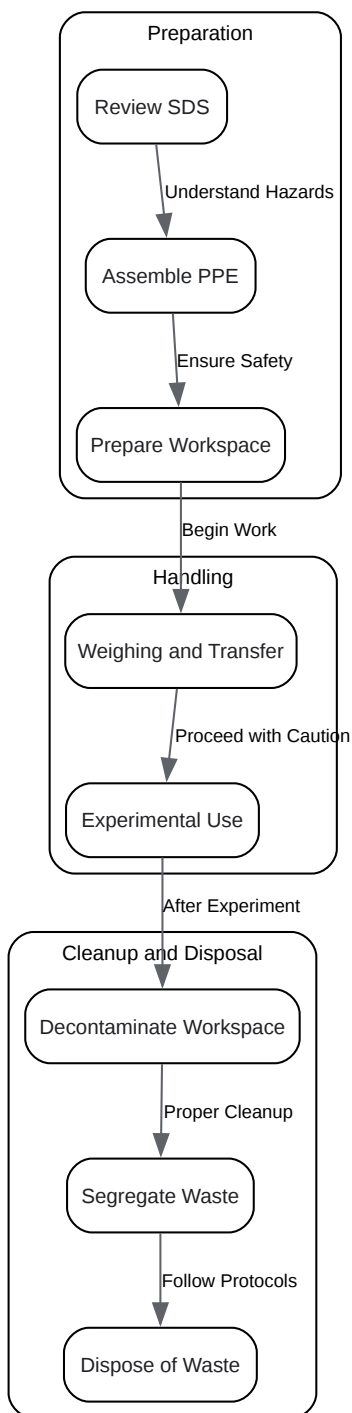 Preparation
Review SDS
Understand Hazards
Assemble PPE
Ensure Safety
Prepare Workspace
Begin Work
Handling
Weighing and Transfer
Proceed with Caution
Experimental Use
After Experiment
Cleanup and Disposal
Decontaminate Workspace
Proper Cleanup
Segregate Waste
Follow Protocols
Dispose of Waste